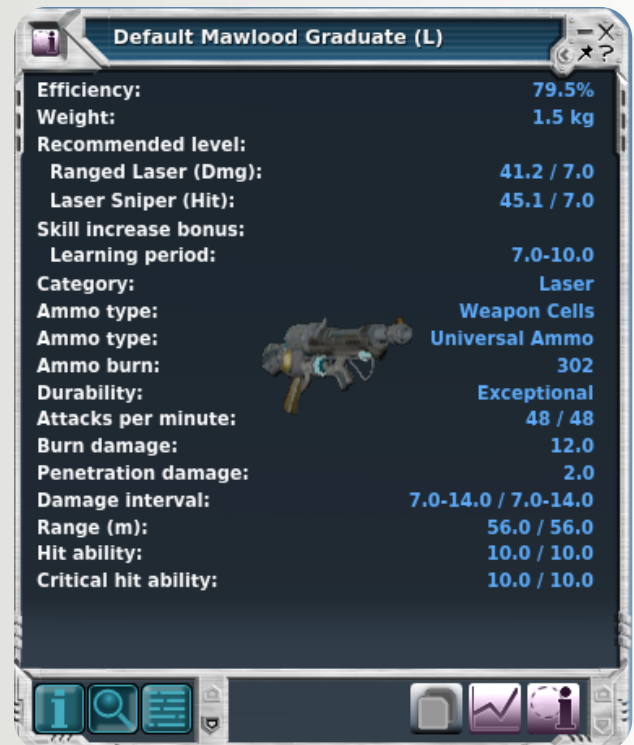 Default Mawlood Graduate (L)
Efficiency: 79.5%
Weight: 1.5 kg
Recommended level:
Ranged Laser (Dmg): 41.2 / 7.0
Laser Sniper (Hit): 45.1 / 7.0
Skill increase bonus:
Learning period: 7.0-10.0
Category: Laser
Ammo type: Weapon Cells
Ammo type: Universal Ammo
Ammo burn: 302
Durability: Exceptional
Attacks per minute: 48 / 48
Burn damage: 12.0
Penetration damage: 2.0
Damage interval: 7.0-14.0 / 7.0-14.0
Range (m): 56.0 / 56.0
Hit ability: 10.0 / 10.0
Critical hit ability: 10.0 / 10.0